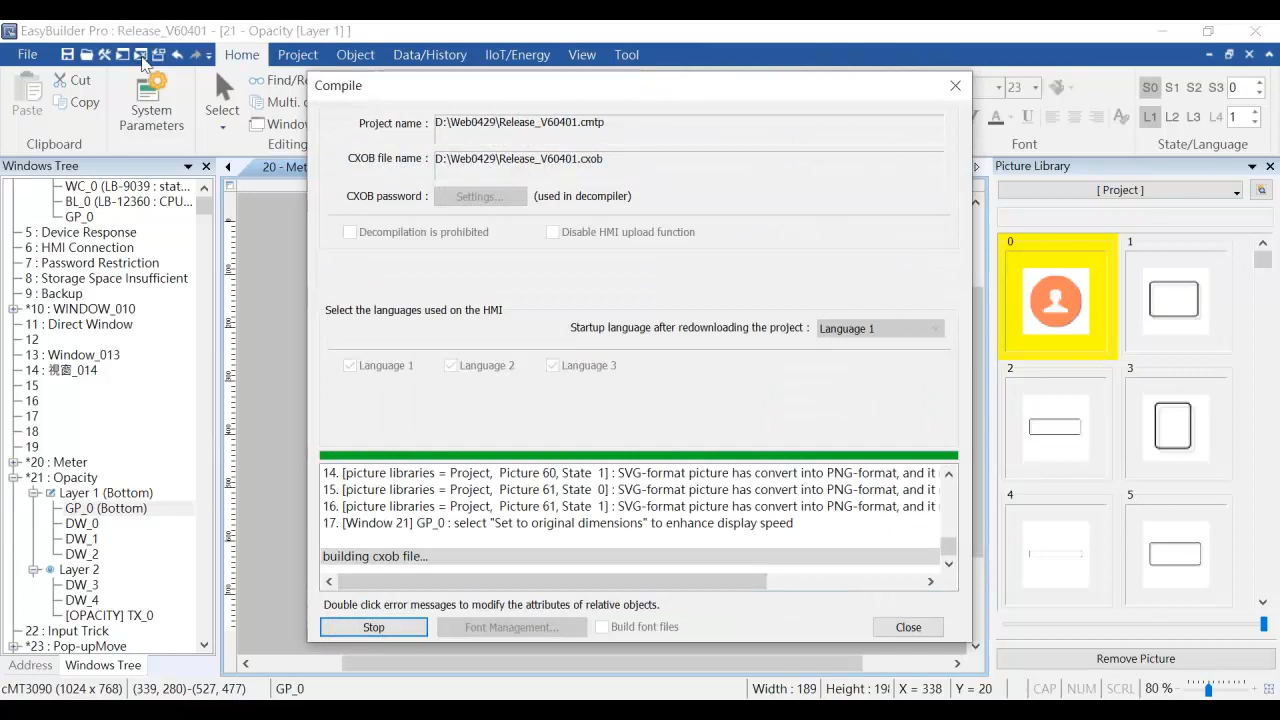 EasyBuilder Pro : Release_V60401 - [21 - Opacity [Layer 1] ]
File Home Project Object Data/History IIoT/Energy View Tool
Paste Cut Copy Clipboard
System Parameters
Select Find/Re Multi. c Window Editing
23 A U Font
S0 S1 S2 S3 0
L1 L2 L3 L4 1
State/Language
Windows Tree
WC_0 (LB-9039 : stat...
BL_0 (LB-12360 : CPU...
GP_0
5 : Device Response
6 : HMI Connection
7 : Password Restriction
8 : Storage Space Insufficient
9 : Backup
*10 : WINDOW_010
11 : Direct Window
12
13 : Window_013
14 : 視窗_014
15
16
17
18
19
*20 : Meter
*21 : Opacity
Layer 1 (Bottom)
GP_0 (Bottom)
DW_0
DW_1
DW_2
Layer 2
DW_3
DW_4
[OPACITY] TX_0
22 : Input Trick
*23 : Pop-upMove
Address Windows Tree
20 - Met
Compile
Project name : D:\Web0429\Release_V60401.cmtp
CXOB file name : D:\Web0429\Release_V60401.cxob
CXOB password : Settings... (used in decompiler)
Decompilation is prohibited Disable HMI upload function
Select the languages used on the HMI
Startup language after redownloading the project : Language 1
Language 1 Language 2 Language 3
14. [picture libraries = Project, Picture 60, State 1] : SVG-format picture has convert into PNG-format, and it
15. [picture libraries = Project, Picture 61, State 0] : SVG-format picture has convert into PNG-format, and it
16. [picture libraries = Project, Picture 61, State 1] : SVG-format picture has convert into PNG-format, and it
17. [Window 21] GP_0 : select "Set to original dimensions" to enhance display speed
building cxob file...
Double click error messages to modify the attributes of relative objects.
Stop Font Management... Build font files Close
Picture Library
[ Project ]
0 1
2 3
4 5
Remove Picture
cMT3090 (1024 x 768) (339, 280)-(527, 477) GP_0 Width : 189 Height : 198 X = 338 Y = 20 CAP NUM SCRL 80 %